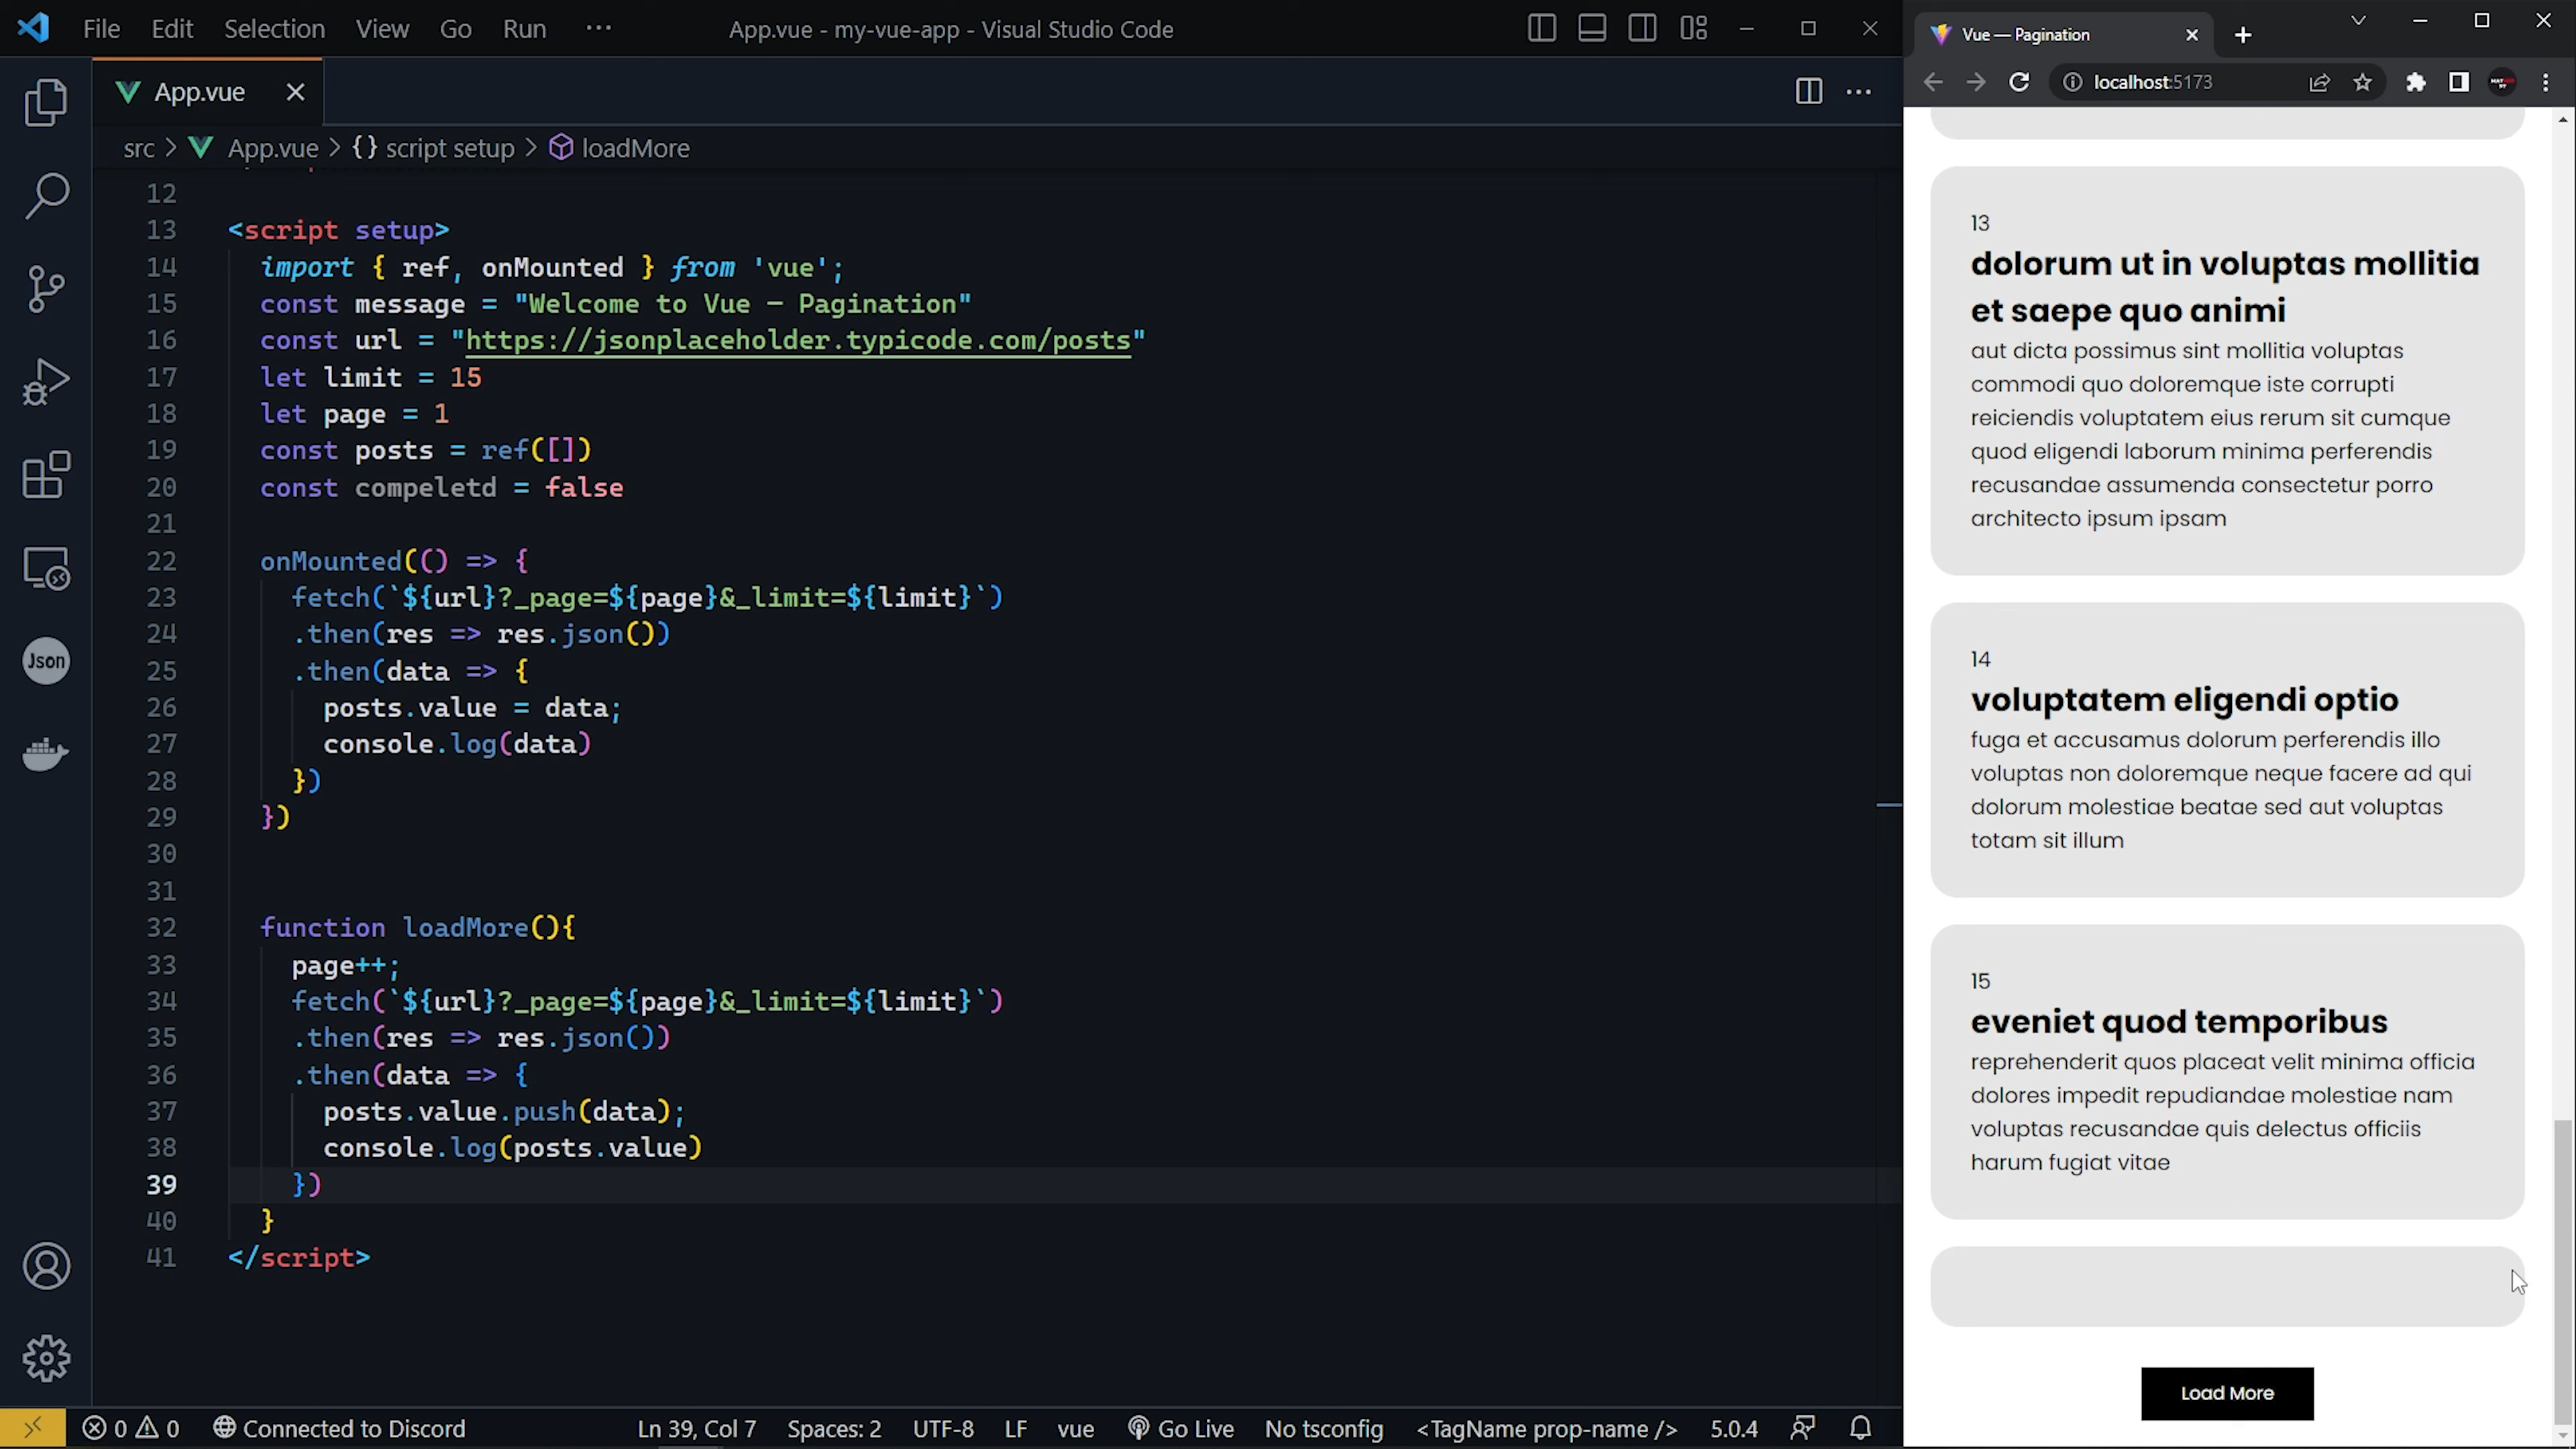 File Edit Selection View Go Run ··· App.vue - my-vue-app - Visual Studio Code
App.vue
src > App.vue > {} script setup > loadMore
12
13 <script setup>
14 import { ref, onMounted } from 'vue';
15 const message = "Welcome to Vue — Pagination"
16 const url = "https://jsonplaceholder.typicode.com/posts"
17 let limit = 15
18 let page = 1
19 const posts = ref([])
20 const compeletd = false
21
22 onMounted(() => {
23 fetch(`${url}?_page=${page}&_limit=${limit}`)
24 .then(res => res.json())
25 .then(data => {
26 posts.value = data;
27 console.log(data)
28 })
29 })
30
31
32 function loadMore(){
33 page++;
34 fetch(`${url}?_page=${page}&_limit=${limit}`)
35 .then(res => res.json())
36 .then(data => {
37 posts.value.push(data);
38 console.log(posts.value)
39 })
40 }
41 </script>
Json
0 0 Connected to Discord Ln 39, Col 7 Spaces: 2 UTF-8 LF vue Go Live No tsconfig <TagName prop-name /> 5.0.4
Vue — Pagination
localhost:5173
13
dolorum ut in voluptas mollitia
et saepe quo animi
aut dicta possimus sint mollitia voluptas
commodi quo doloremque iste corrupti
reiciendis voluptatem eius rerum sit cumque
quod eligendi laborum minima perferendis
recusandae assumenda consectetur porro
architecto ipsum ipsam
14
voluptatem eligendi optio
fuga et accusamus dolorum perferendis illo
voluptas non doloremque neque facere ad qui
dolorum molestiae beatae sed aut voluptas
totam sit illum
15
eveniet quod temporibus
reprehenderit quos placeat velit minima officia
dolores impedit repudiandae molestiae nam
voluptas recusandae quis delectus officiis
harum fugiat vitae
Load More